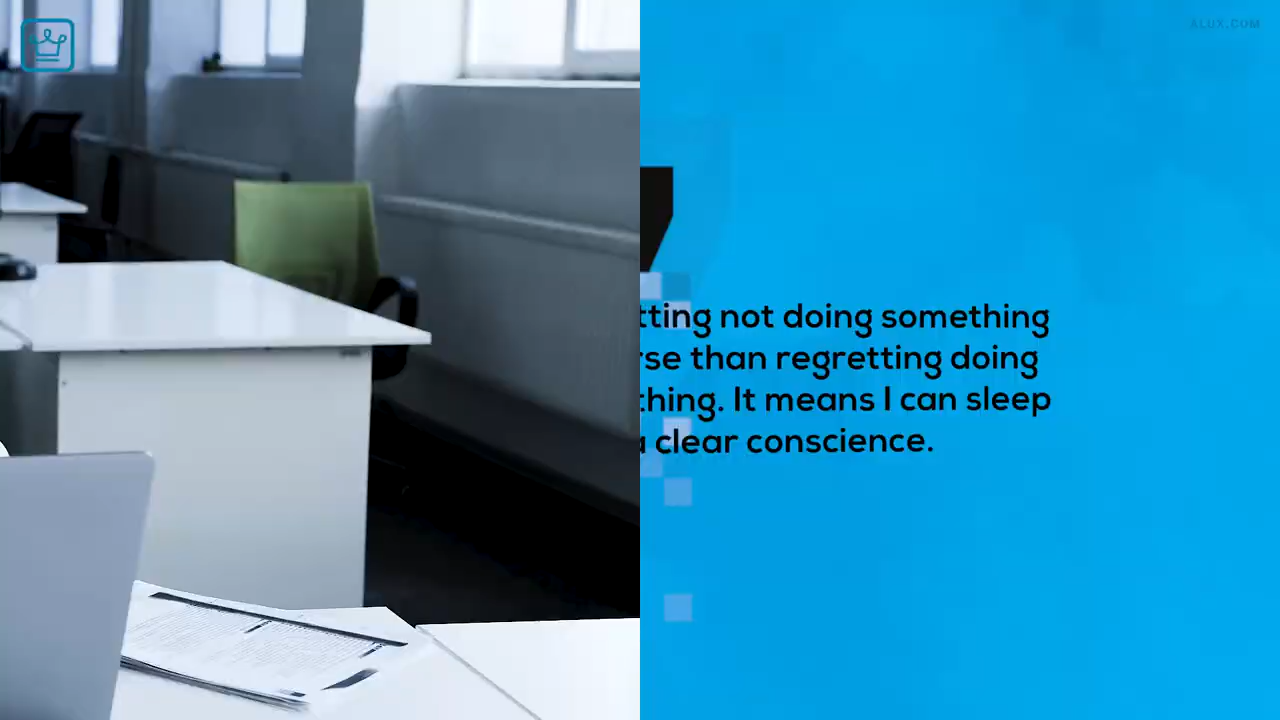 ALUX.COM
tting not doing something
rse than regretting doing
thing. It means I can sleep
a clear conscience.